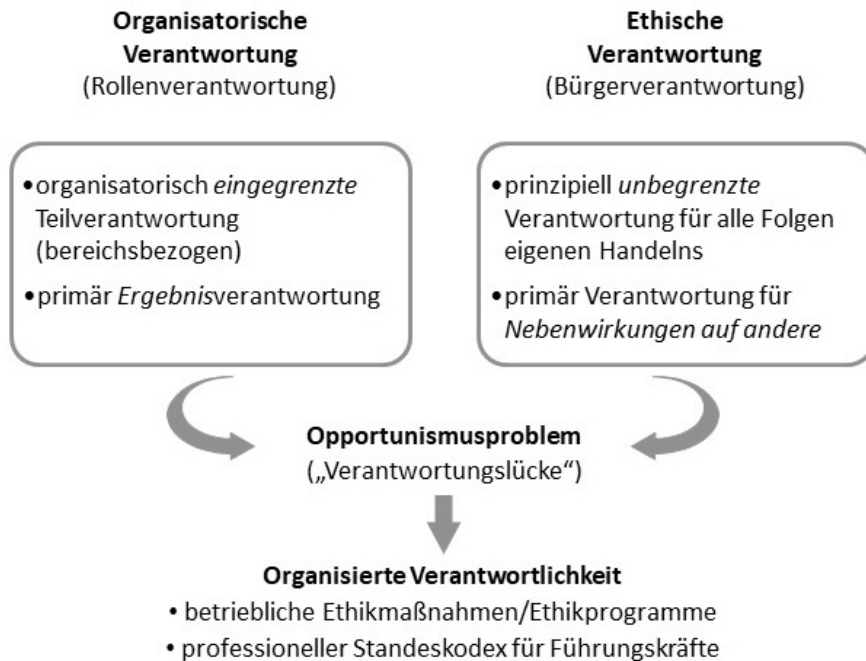 Organisatorische
Verantwortung
(Rollenverantwortung)
Ethische
Verantwortung
(Bürgerverantwortung)
•organisatorisch eingegrenzte
Teilverantwortung
(bereichsbezogen)
•primär Ergebnisverantwortung
•prinzipiell unbegrenzte
Verantwortung für alle Folgen
eigenen Handelns
•primär Verantwortung für
Nebenwirkungen auf andere
Opportunismusproblem
(„Verantwortungslücke“)
Organisierte Verantwortlichkeit
• betriebliche Ethikmaßnahmen/Ethikprogramme
• professioneller Standeskodex für Führungskräfte